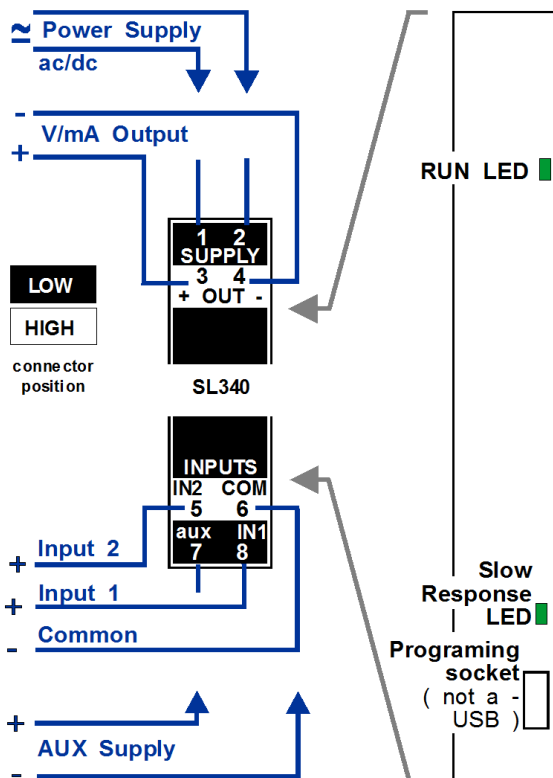 ≃ Power Supply
ac/dc
-
V/mA Output
+
RUN LED
1 2
SUPPLY
3 4
+ OUT -
LOW
HIGH
connector
position
SL340
INPUTS
IN2 COM
5 6
aux IN1
7 8
+ Input 2
+ Input 1
- Common
Slow
Response
LED
Programing
socket
( not a -
USB )
+
AUX Supply
-